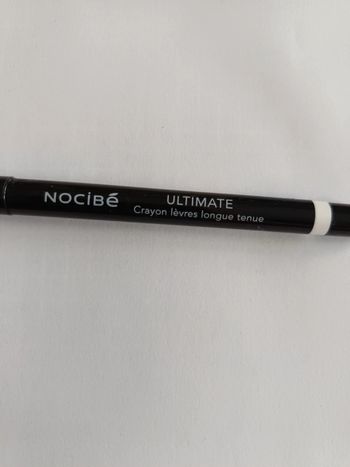 NOCiBé
ULTIMATE
Crayon lèvres longue tenue